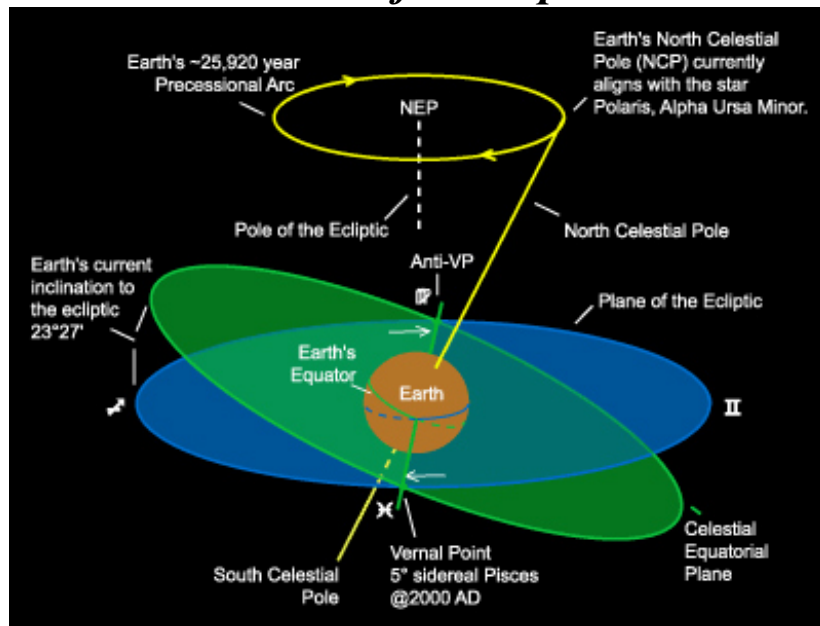 Earth's ~25,920 year
Precessional Arc
NEP
Earth's North Celestial
Pole (NCP) currently
aligns with the star
Polaris, Alpha Ursa Minor.
Pole of the Ecliptic
North Celestial Pole
Earth's current
inclination to
the ecliptic
23°27'
Anti-VP
♍
Plane of the Ecliptic
Earth's
Equator
Earth
♐
♊
♓
Vernal Point
5° sidereal Pisces
@2000 AD
South Celestial
Pole
Celestial
Equatorial
Plane